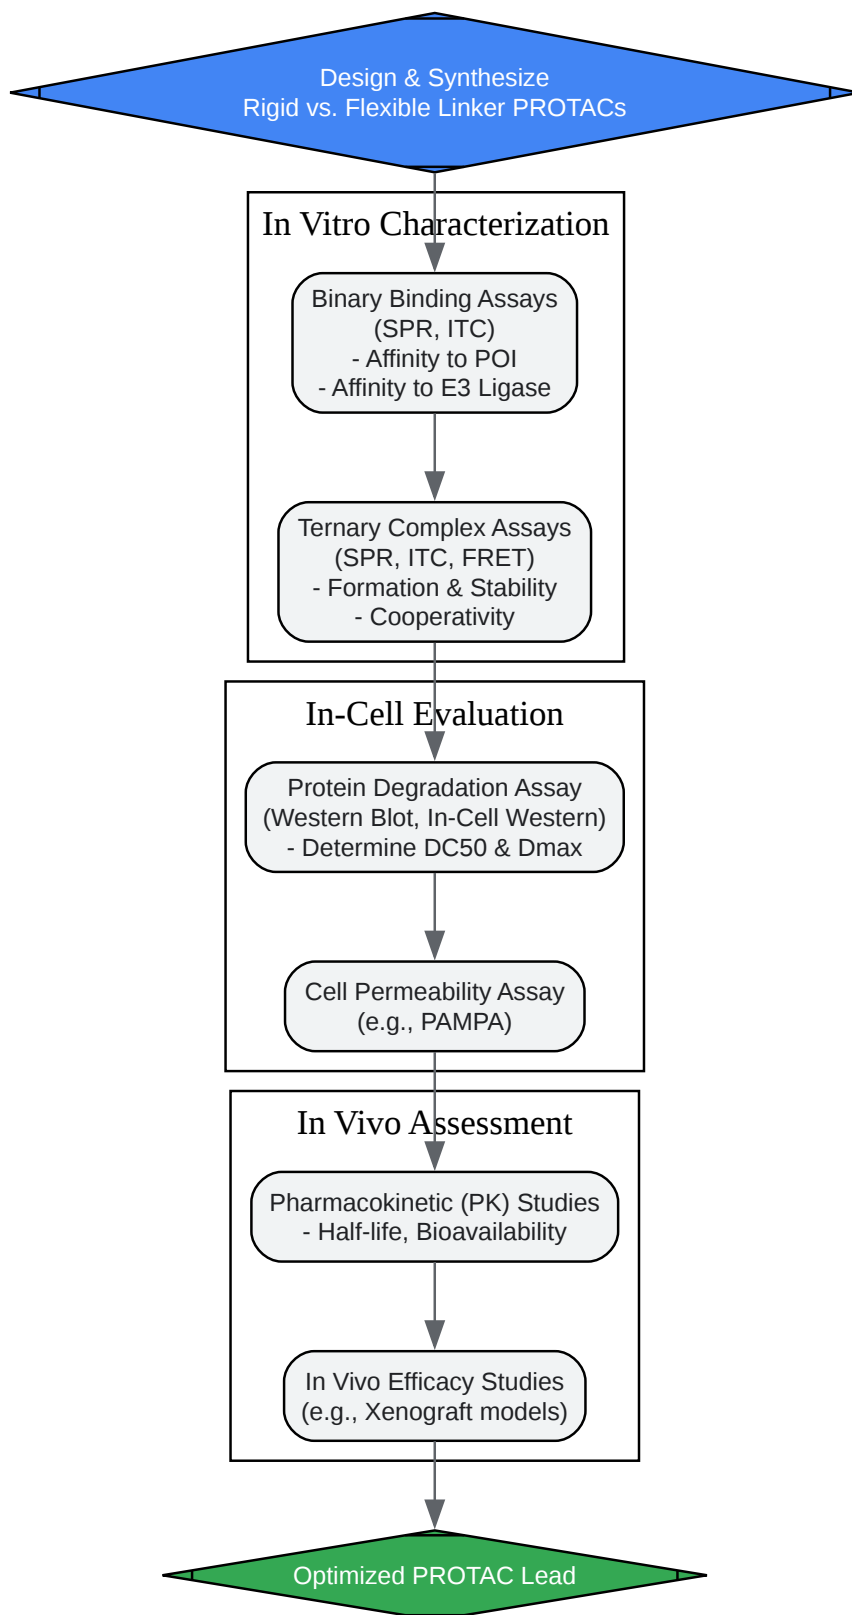 Design & Synthesize
Rigid vs. Flexible Linker PROTACs
In Vitro Characterization
Binary Binding Assays
(SPR, ITC)
- Affinity to POI
- Affinity to E3 Ligase
Ternary Complex Assays
(SPR, ITC, FRET)
- Formation & Stability
- Cooperativity
In-Cell Evaluation
Protein Degradation Assay
(Western Blot, In-Cell Western)
- Determine DC50 & Dmax
Cell Permeability Assay
(e.g., PAMPA)
In Vivo Assessment
Pharmacokinetic (PK) Studies
- Half-life, Bioavailability
In Vivo Efficacy Studies
(e.g., Xenograft models)
Optimized PROTAC Lead